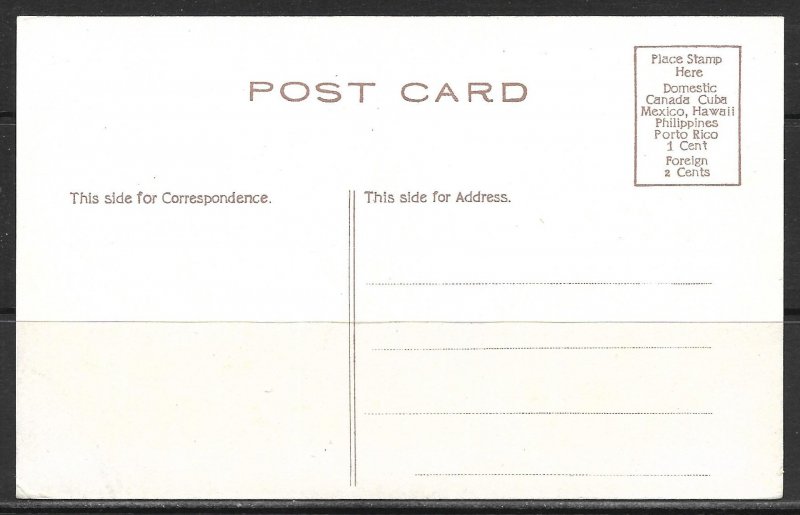 POST CARD
Place Stamp
Here
Domestic
Canada Cuba
Mexico, Hawaii
Philippines
Porto Rico
1 Cent
Foreign
2 Cents
This side for Correspondence.
This side for Address.